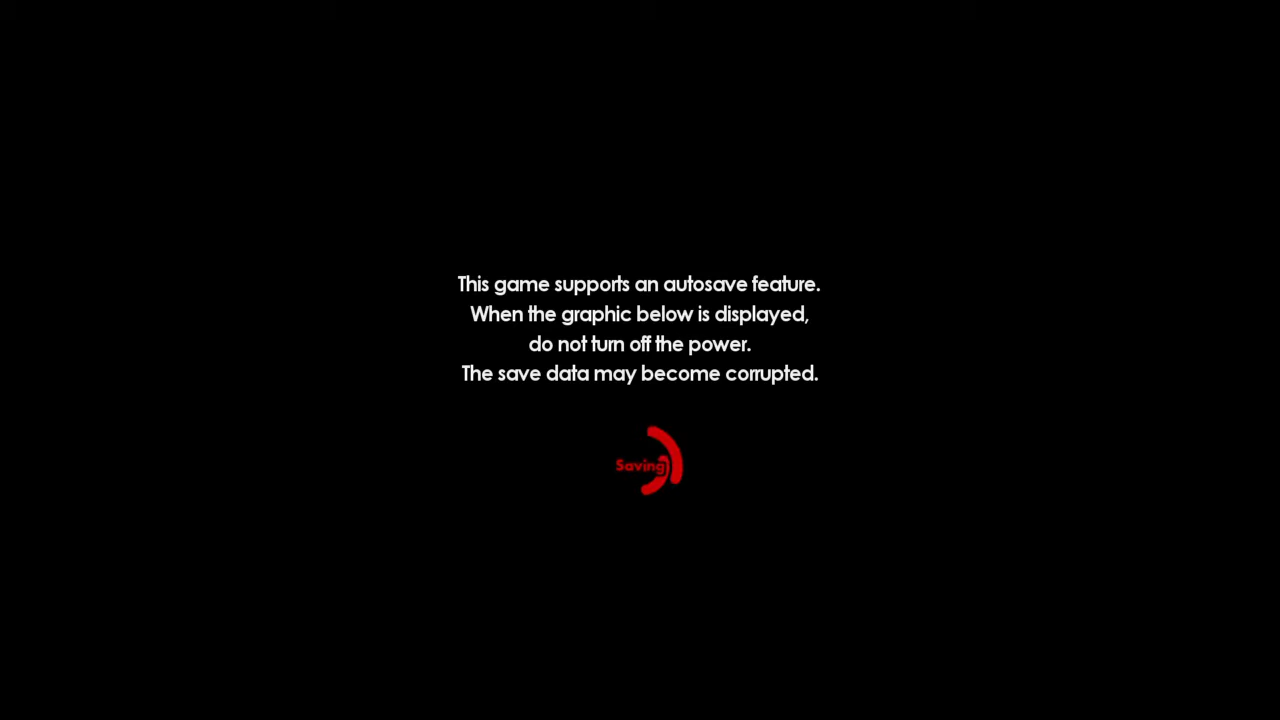 This game supports an autosave feature.
When the graphic below is displayed,
do not turn off the power.
The save data may become corrupted.
Saving